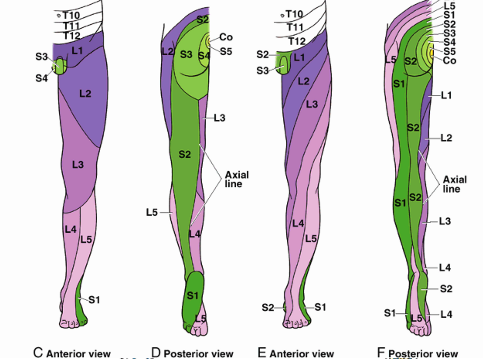 T10
T11
T12
L1
S3
S4
L2
L3
L4
L5
S1
C Anterior view
S2
L2
S3
S4
Co
S5
L3
S2
Axial
line
L5
L4
S1
L5
D Posterior view
T10
T11
T12
S2
L1
S3
L2
L3
L4
L5
S2
S1
E Anterior view
L5
S1
S2
S3
S4
S5
Co
L5
S2
S1
L1
S2
L2
Axial
line
S1
S2
L3
L4
S2
S1
L5
L4
F Posterior view